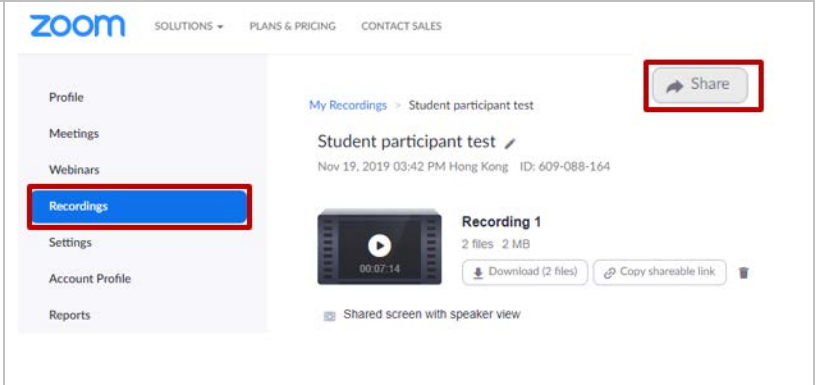 zoom SOLUTIONS PLANS & PRICING CONTACT SALES
Share
Profile
Meetings
Webinars
Recordings
Settings
Account Profile
Reports
My Recordings > Student participant test
Student participant test
Nov 19, 2019 03:42 PM Hong Kong ID: 609-088-164
Recording 1
2 files 2 MB
00:07:14
Download (2 files) Copy shareable link
Shared screen with speaker view